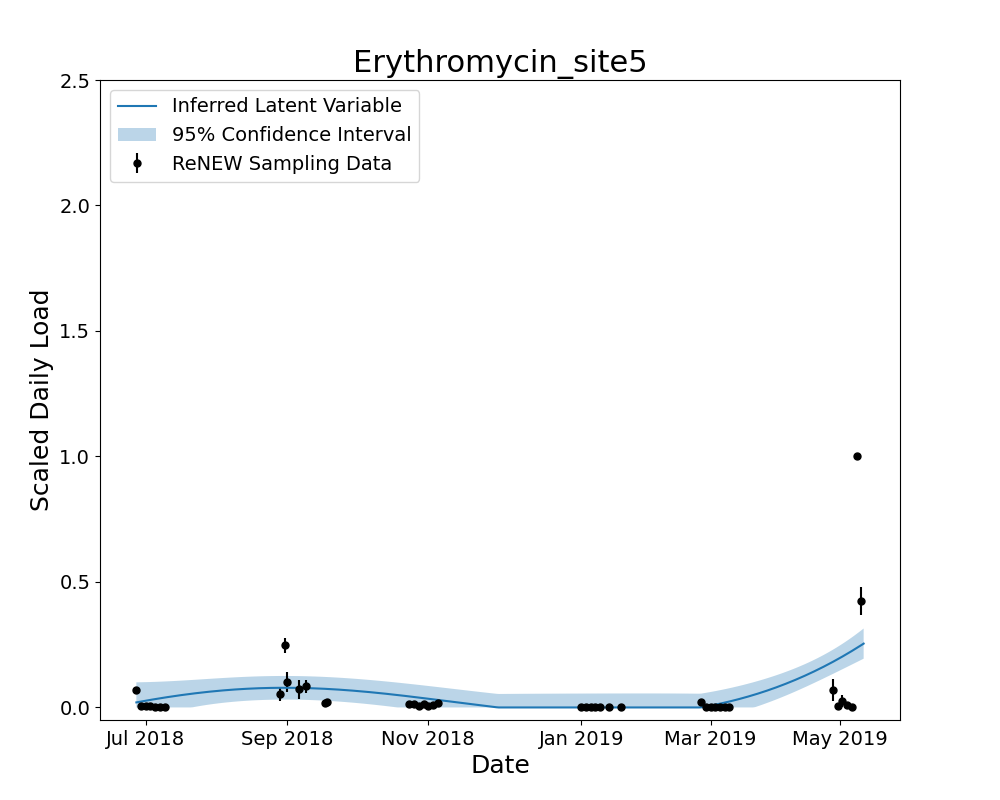 Erythromycin_site5
Inferred Latent Variable
95% Confidence Interval
ReNEW Sampling Data
2.5
2.0
1.5
1.0
0.5
0.0
Scaled Daily Load
Jul 2018 Sep 2018 Nov 2018 Jan 2019 Mar 2019 May 2019
Date